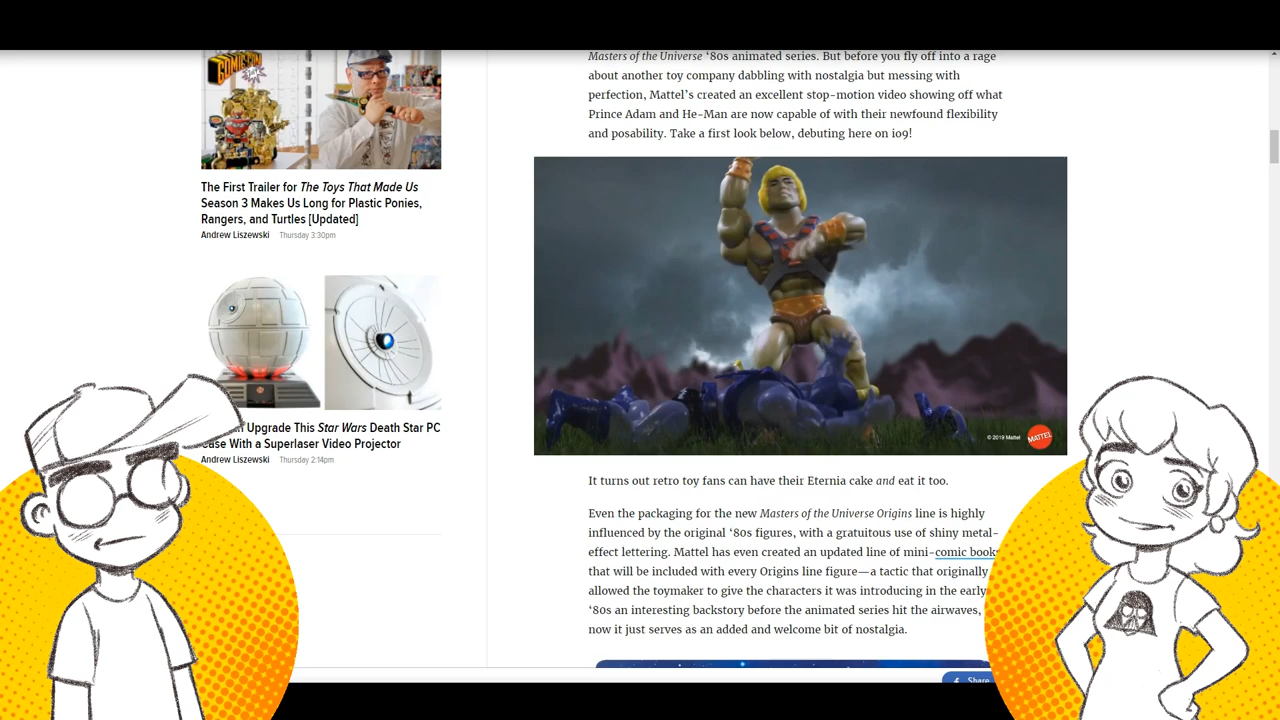 COMIC CON
The First Trailer for The Toys That Made Us
Season 3 Makes Us Long for Plastic Ponies,
Rangers, and Turtles [Updated]
Andrew Liszewski Thursday 3:30pm
Upgrade This Star Wars Death Star PC
Case With a Superlaser Video Projector
Andrew Liszewski Thursday 2:14pm
Masters of the Universe ‘80s animated series. But before you fly off into a rage
about another toy company dabbling with nostalgia but messing with
perfection, Mattel’s created an excellent stop-motion video showing off what
Prince Adam and He-Man are now capable of with their newfound flexibility
and posability. Take a first look below, debuting here on io9!
© 2019 Mattel
MATTEL
It turns out retro toy fans can have their Eternia cake and eat it too.
Even the packaging for the new Masters of the Universe Origins line is highly
influenced by the original ‘80s figures, with a gratuitous use of shiny metal-
effect lettering. Mattel has even created an updated line of mini-comic books
that will be included with every Origins line figure—a tactic that originally
allowed the toymaker to give the characters it was introducing in the early
‘80s an interesting backstory before the animated series hit the airwaves,
now it just serves as an added and welcome bit of nostalgia.
Share